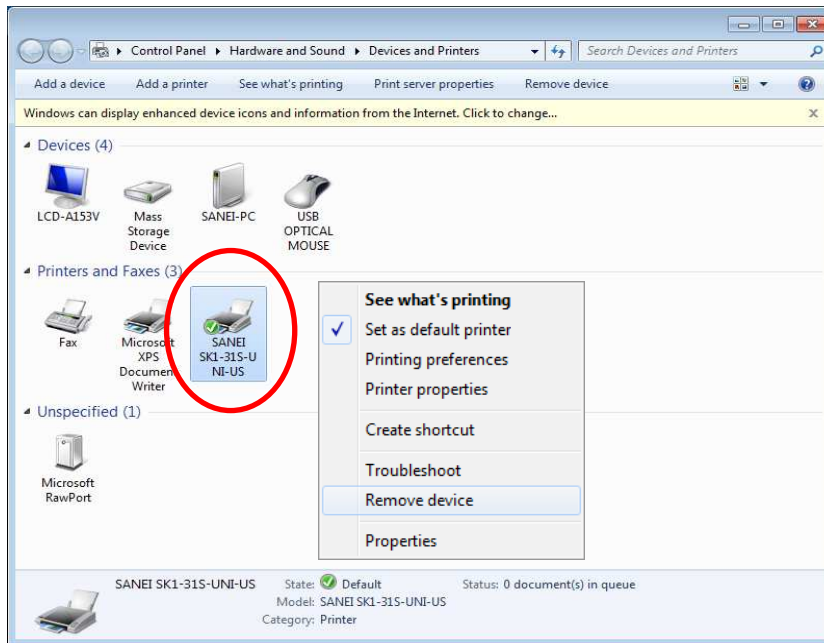 Control Panel ▸ Hardware and Sound ▸ Devices and Printers
Search Devices and Printers
Add a device Add a printer See what's printing Print server properties Remove device
Windows can display enhanced device icons and information from the Internet. Click to change...
Devices (4)
LCD-A153V
Mass
Storage
Device
SANEI-PC
USB
OPTICAL
MOUSE
Printers and Faxes (3)
Fax
Microsoft
XPS
Document
Writer
SANEI
SK1-31S-U
NI-US
See what's printing
Set as default printer
Printing preferences
Printer properties
Create shortcut
Troubleshoot
Remove device
Properties
Unspecified (1)
Microsoft
RawPort
SANEI SK1-31S-UNI-US State: Default Status: 0 document(s) in queue
Model: SANEI SK1-31S-UNI-US
Category: Printer